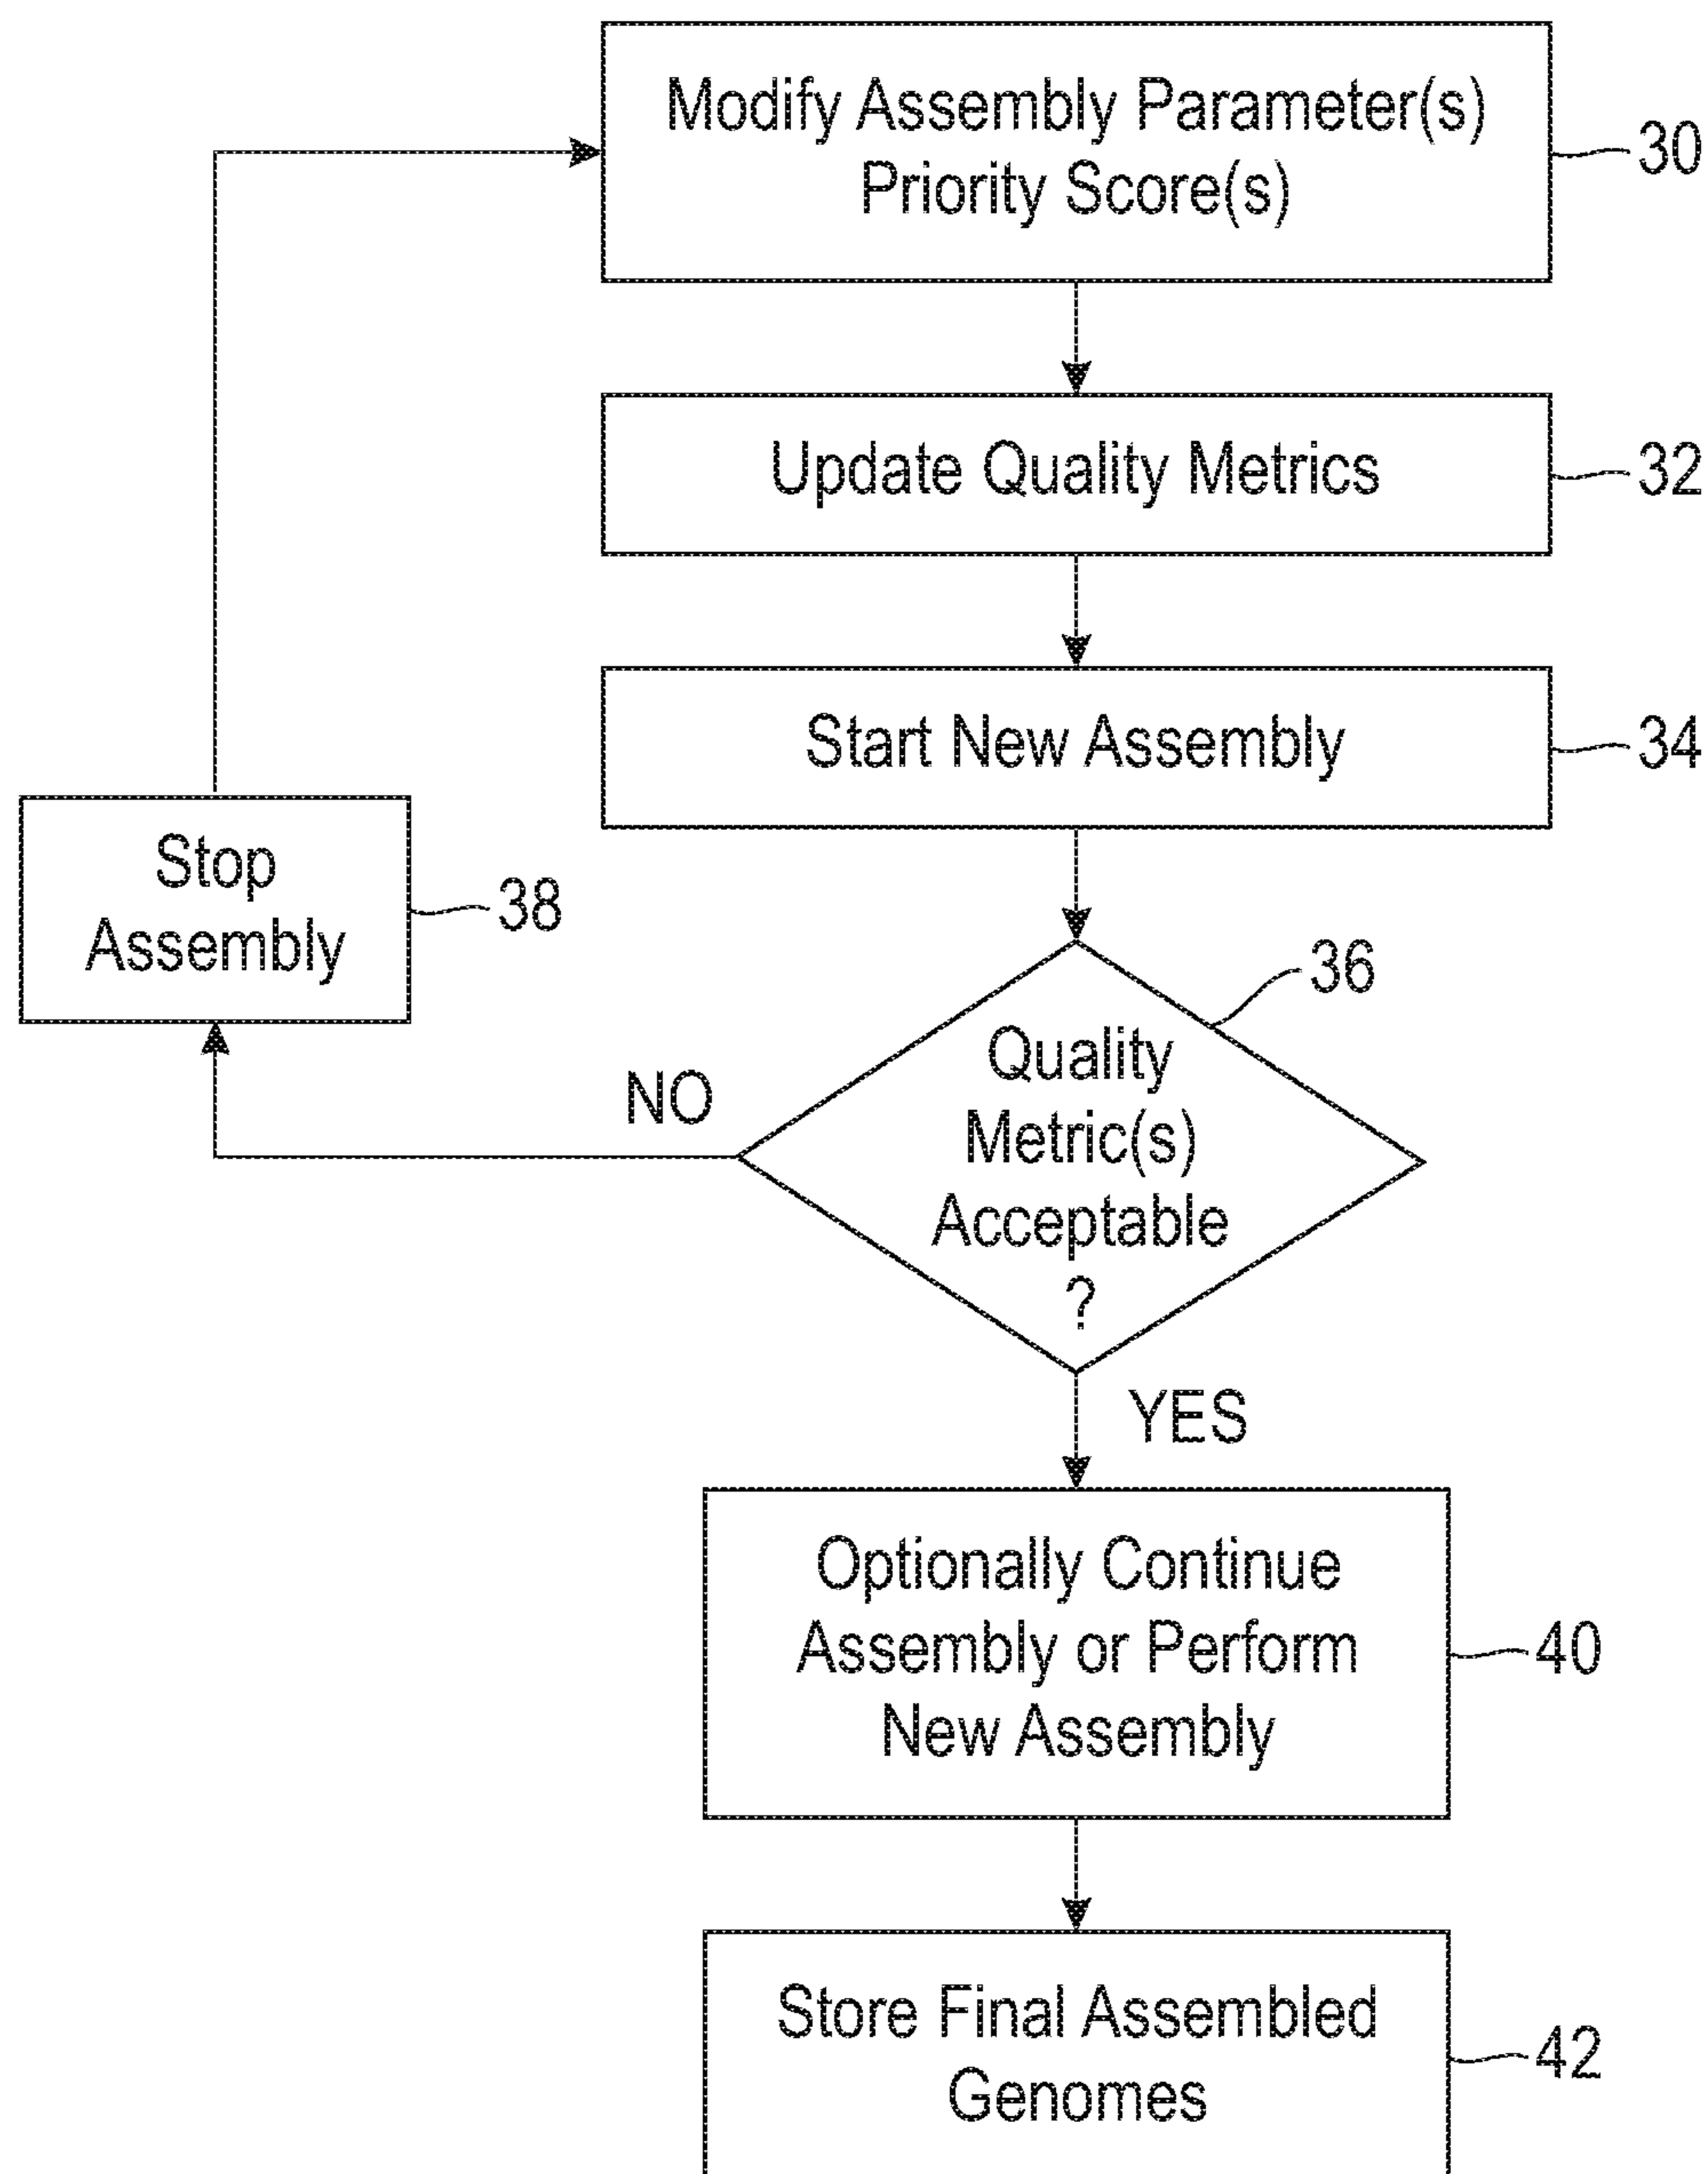 Modify Assembly Parameter(s)
Priority Score(s)
30
Update Quality Metrics
32
Start New Assembly
34
Stop
Assembly
38
36
Quality
Metric(s)
Acceptable
?
NO
YES
Optionally Continue
Assembly or Perform
New Assembly
40
Store Final Assembled
Genomes
42